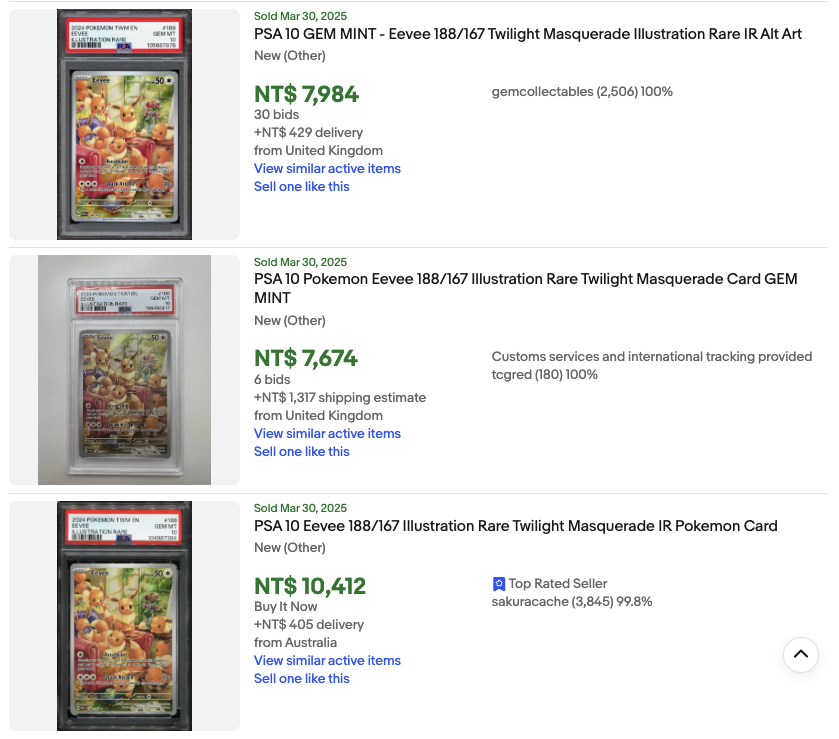 2024 POKEMON TWM EN #188
EEVEE GEM MT
ILLUSTRATION RARE 10
PSA
Eevee 50
Ascension
Sold Mar 30, 2025
PSA 10 GEM MINT - Eevee 188/167 Twilight Masquerade Illustration Rare IR Alt Art
New (Other)
NT$ 7,984
30 bids
+NT$ 429 delivery
from United Kingdom
View similar active items
Sell one like this
gemcollectables (2,506) 100%
2024 POKEMON TWM EN #188
EEVEE GEM MT
ILLUSTRATION RARE 10
Eevee 50
Sold Mar 30, 2025
PSA 10 Pokemon Eevee 188/167 Illustration Rare Twilight Masquerade Card GEM
MINT
New (Other)
NT$ 7,674
6 bids
+NT$ 1,317 shipping estimate
from United Kingdom
View similar active items
Sell one like this
Customs services and international tracking provided
tcgred (180) 100%
2024 POKEMON TWM EN #188
EEVEE GEM MT
ILLUSTRATION RARE 10
PSA
Eevee 50
Ascension
Sold Mar 30, 2025
PSA 10 Eevee 188/167 Illustration Rare Twilight Masquerade IR Pokemon Card
New (Other)
NT$ 10,412
Buy It Now
+NT$ 405 delivery
from Australia
View similar active items
Sell one like this
Top Rated Seller
sakuracache (3,845) 99.8%